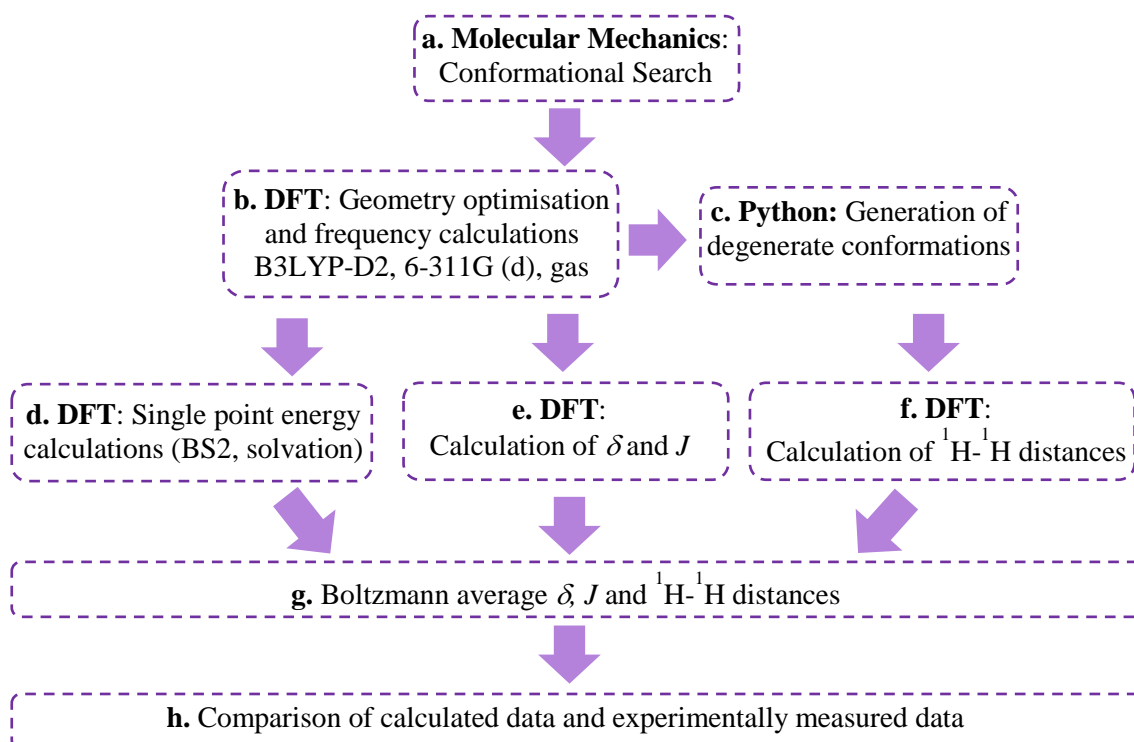 a. Molecular Mechanics:
Conformational Search
b. DFT: Geometry optimisation
and frequency calculations
B3LYP-D2, 6-311G (d), gas
c. Python: Generation of
degenerate conformations
d. DFT: Single point energy
calculations (BS2, solvation)
e. DFT:
Calculation of δ and J
f. DFT:
Calculation of ¹H-¹H distances
g. Boltzmann average δ, J and ¹H-¹H distances
h. Comparison of calculated data and experimentally measured data